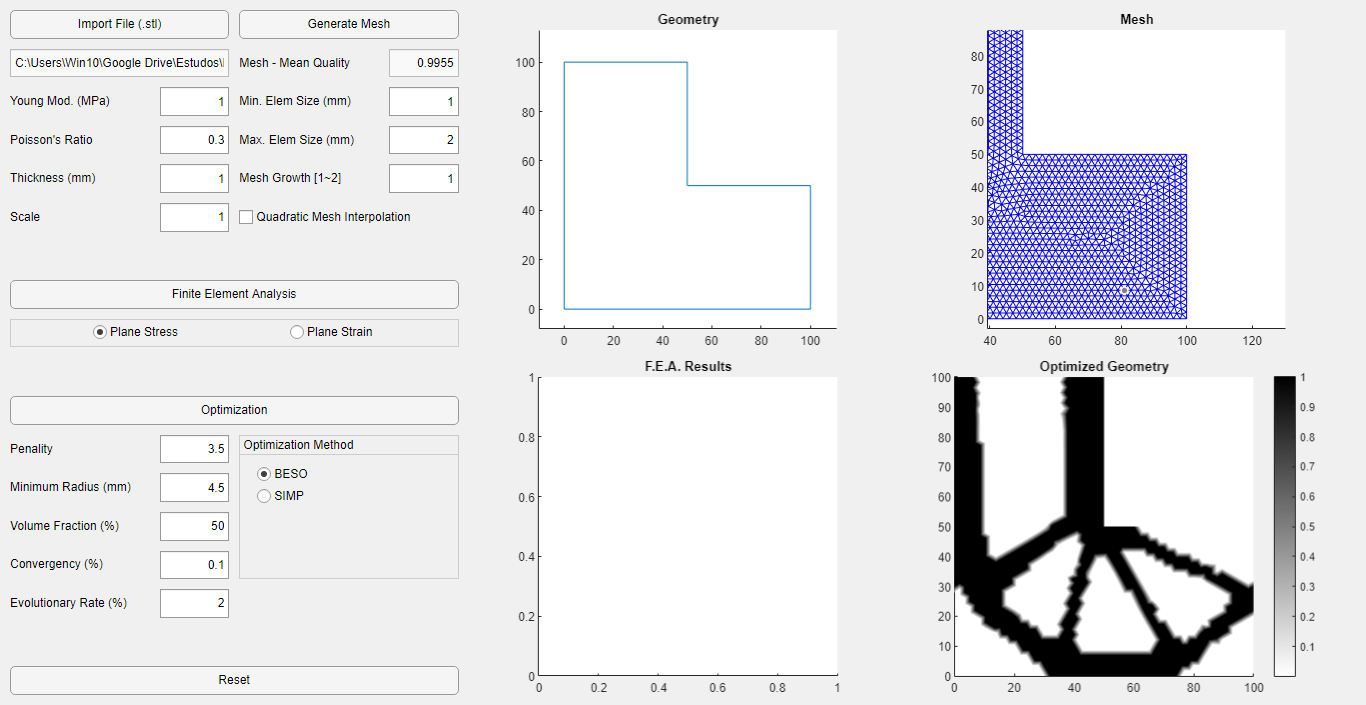 Import File (.stl)
Generate Mesh
C:\Users\Win10\Google Drive\Estudos\
Mesh - Mean Quality
0.9955
Young Mod. (MPa)
1
Min. Elem Size (mm)
1
Poisson's Ratio
0.3
Max. Elem Size (mm)
2
Thickness (mm)
1
Mesh Growth [1~2]
1
Scale
1
Quadratic Mesh Interpolation
Finite Element Analysis
Plane Stress
Plane Strain
Optimization
Penality
3.5
Optimization Method
BESO
SIMP
Minimum Radius (mm)
4.5
Volume Fraction (%)
50
Convergency (%)
0.1
Evolutionary Rate (%)
2
Reset
Geometry
100
80
60
40
20
0
0 20 40 60 80 100
Mesh
80
70
60
50
40
30
20
10
0
40 60 80 100 120
F.E.A. Results
1
0.8
0.6
0.4
0.2
0
0 0.2 0.4 0.6 0.8 1
Optimized Geometry
100
90
80
70
60
50
40
30
20
10
0
0 20 40 60 80 100
1
0.9
0.8
0.7
0.6
0.5
0.4
0.3
0.2
0.1